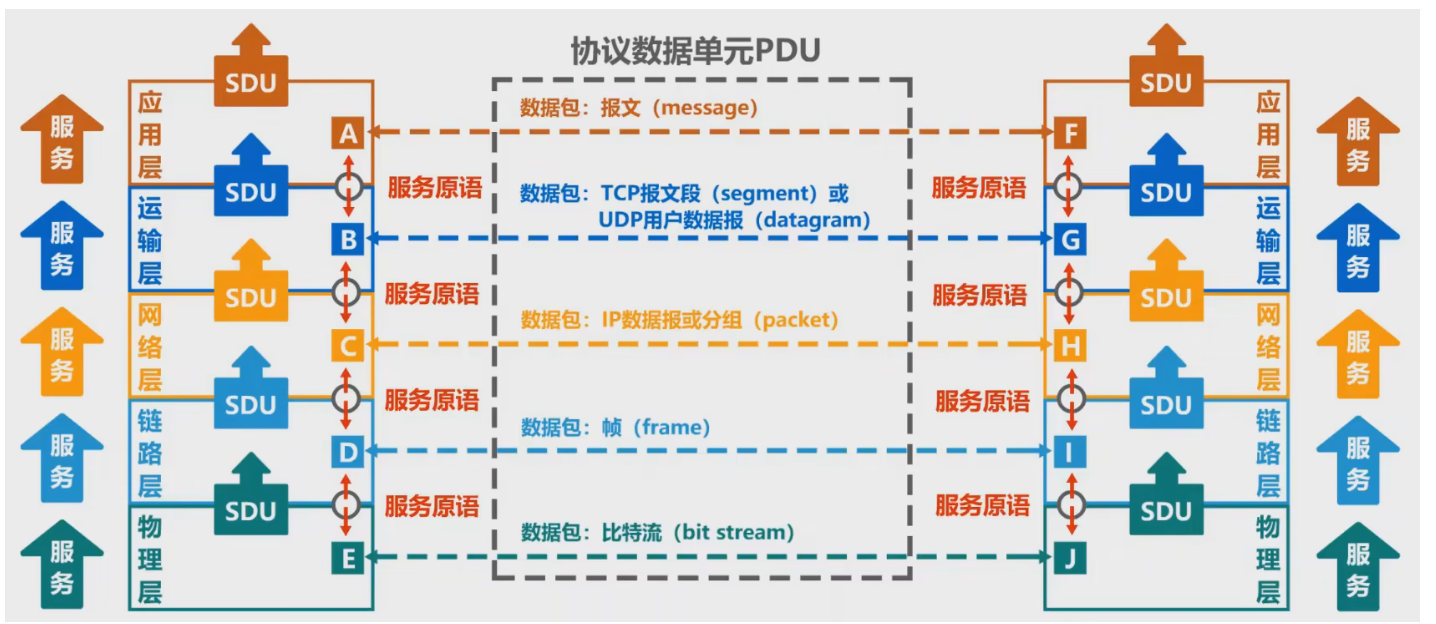 协议数据单元PDU
SDU
SDU
应用层
服务
数据包：报文（message）
A
F
应用层
服务
SDU
SDU
服务原语
服务原语
运输层
服务
数据包：TCP报文段（segment）或
UDP用户数据报（datagram）
B
G
运输层
服务
SDU
SDU
服务原语
服务原语
网络层
服务
数据包：IP数据报或分组（packet）
C
H
网络层
服务
SDU
SDU
服务原语
服务原语
链路层
服务
数据包：帧（frame）
D
I
链路层
服务
SDU
SDU
服务原语
服务原语
物理层
服务
数据包：比特流（bit stream）
E
J
物理层
服务